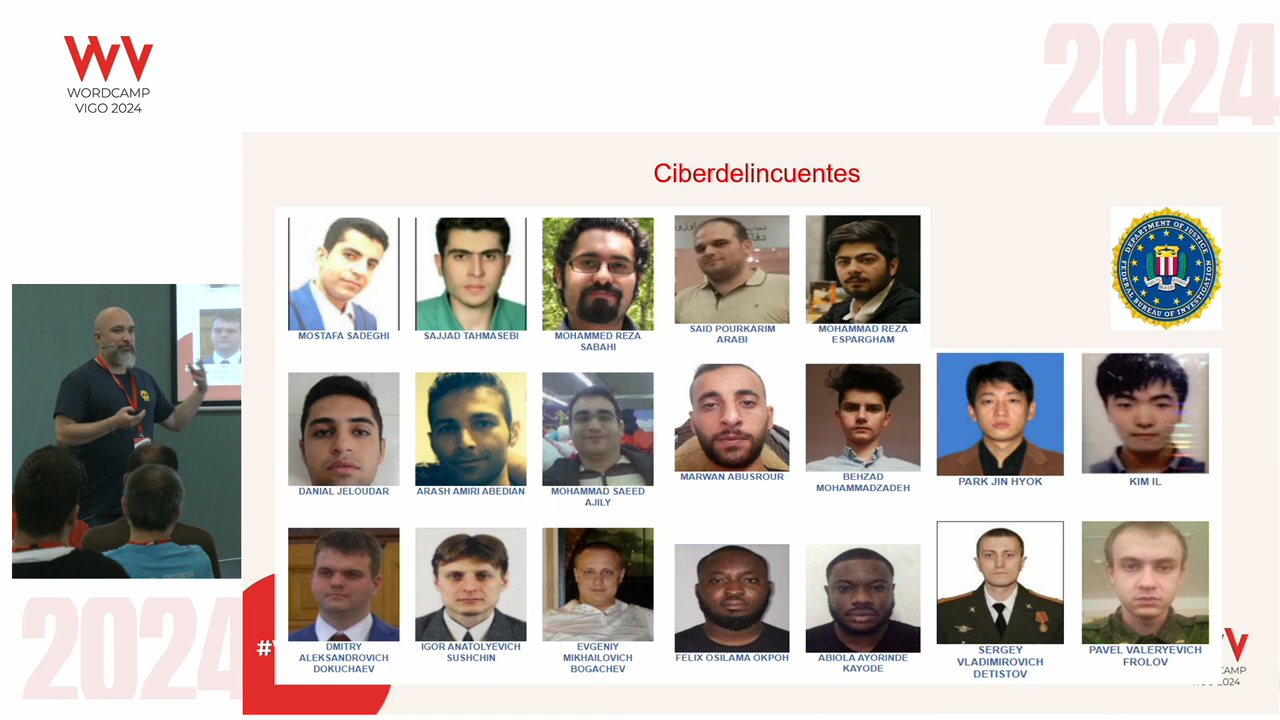 WORDCAMP
VIGO 2024
2024
Ciberdelincuentes
DEPARTMENT OF JUSTICE
FEDERAL BUREAU OF INVESTIGATION
MOSTAFA SADEGHI
SAJJAD TAHMASEBI
MOHAMMED REZA
SABAHI
SAID POURKARIM
ARABI
MOHAMMAD REZA
ESPARGHAM
DANIAL JELOUDAR
ARASH AMIRI ABEDIAN
MOHAMMAD SAEED
AJILY
MARWAN ABUSROUR
BEHZAD
MOHAMMADZADEH
PARK JIN HYOK
KIM IL
DMITRY
ALEKSANDROVICH
DOKUCHAEV
IGOR ANATOLYEVICH
SUSHCHIN
EVGENIY
MIKHAILOVICH
BOGACHEV
FELIX OSILAMA OKPOH
ABIOLA AYORINDE
KAYODE
SERGEY
VLADIMIROVICH
DETISTOV
PAVEL VALERYEVICH
FROLOV
2024